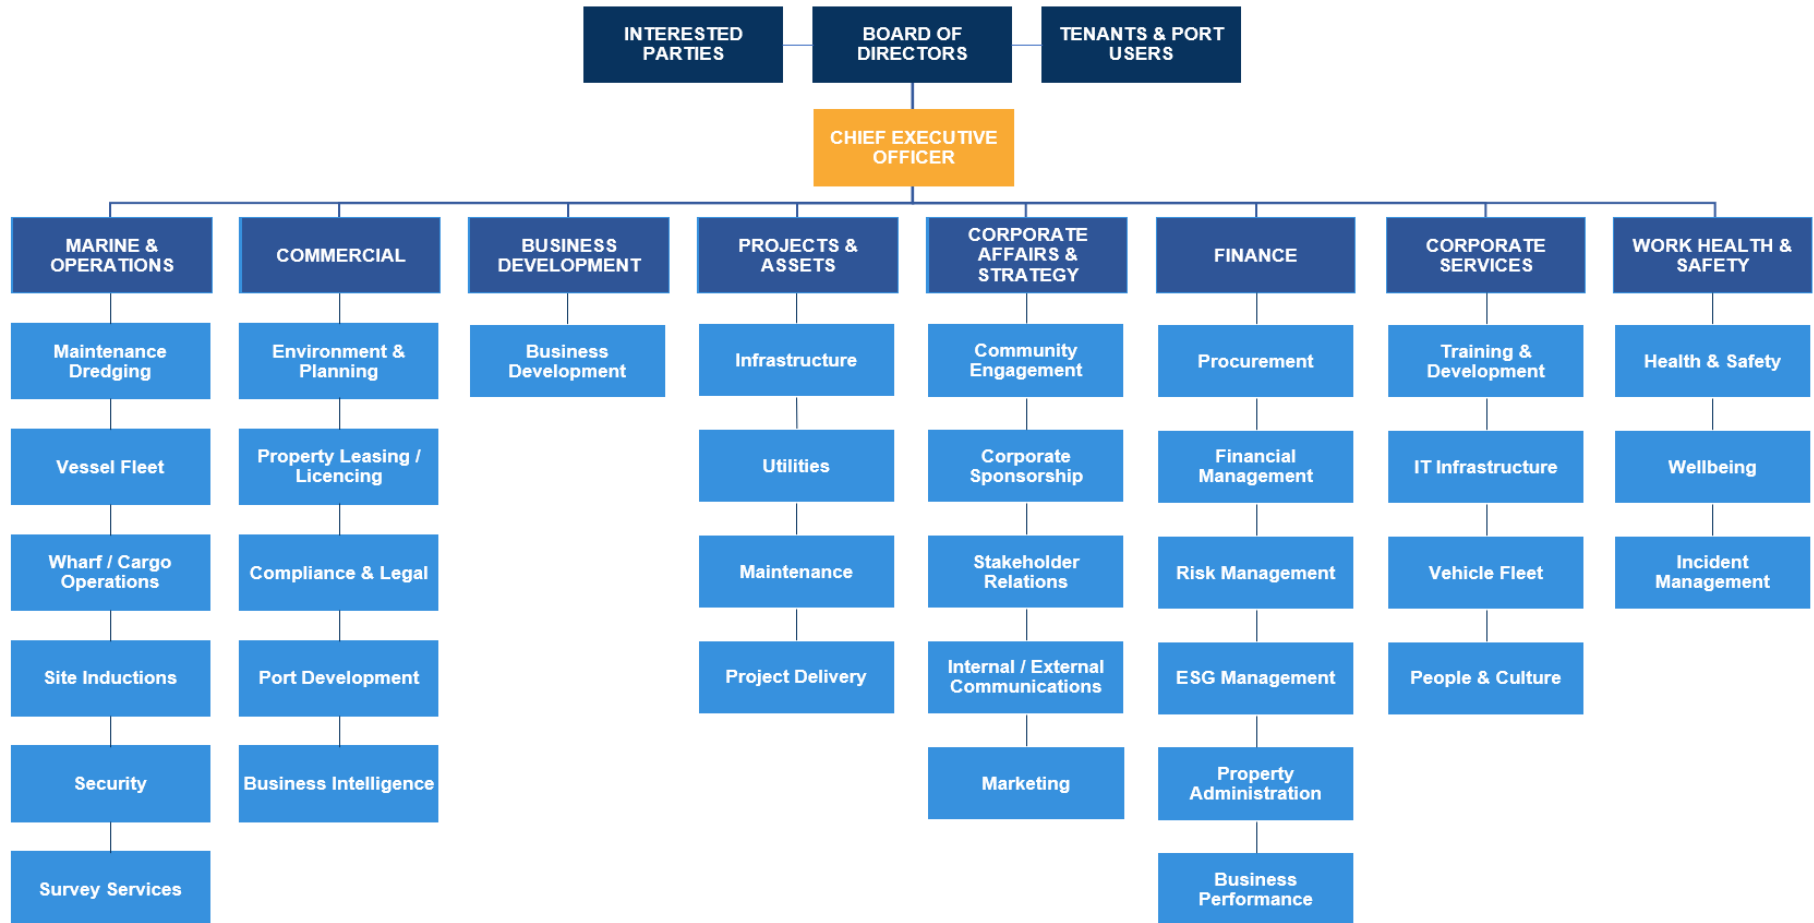 INTERESTED
PARTIES
BOARD OF
DIRECTORS
TENANTS & PORT
USERS
CHIEF EXECUTIVE
OFFICER
MARINE &
OPERATIONS
COMMERCIAL
BUSINESS
DEVELOPMENT
PROJECTS &
ASSETS
CORPORATE
AFFAIRS &
STRATEGY
FINANCE
CORPORATE
SERVICES
WORK HEALTH &
SAFETY
Maintenance
Dredging
Environment &
Planning
Business
Development
Infrastructure
Community
Engagement
Procurement
Training &
Development
Health & Safety
Vessel Fleet
Property Leasing /
Licencing
Utilities
Corporate
Sponsorship
Financial
Management
IT Infrastructure
Wellbeing
Wharf / Cargo
Operations
Compliance & Legal
Maintenance
Stakeholder
Relations
Risk Management
Vehicle Fleet
Incident
Management
Site Inductions
Port Development
Project Delivery
Internal / External
Communications
ESG Management
People & Culture
Security
Business Intelligence
Marketing
Property
Administration
Survey Services
Business
Performance